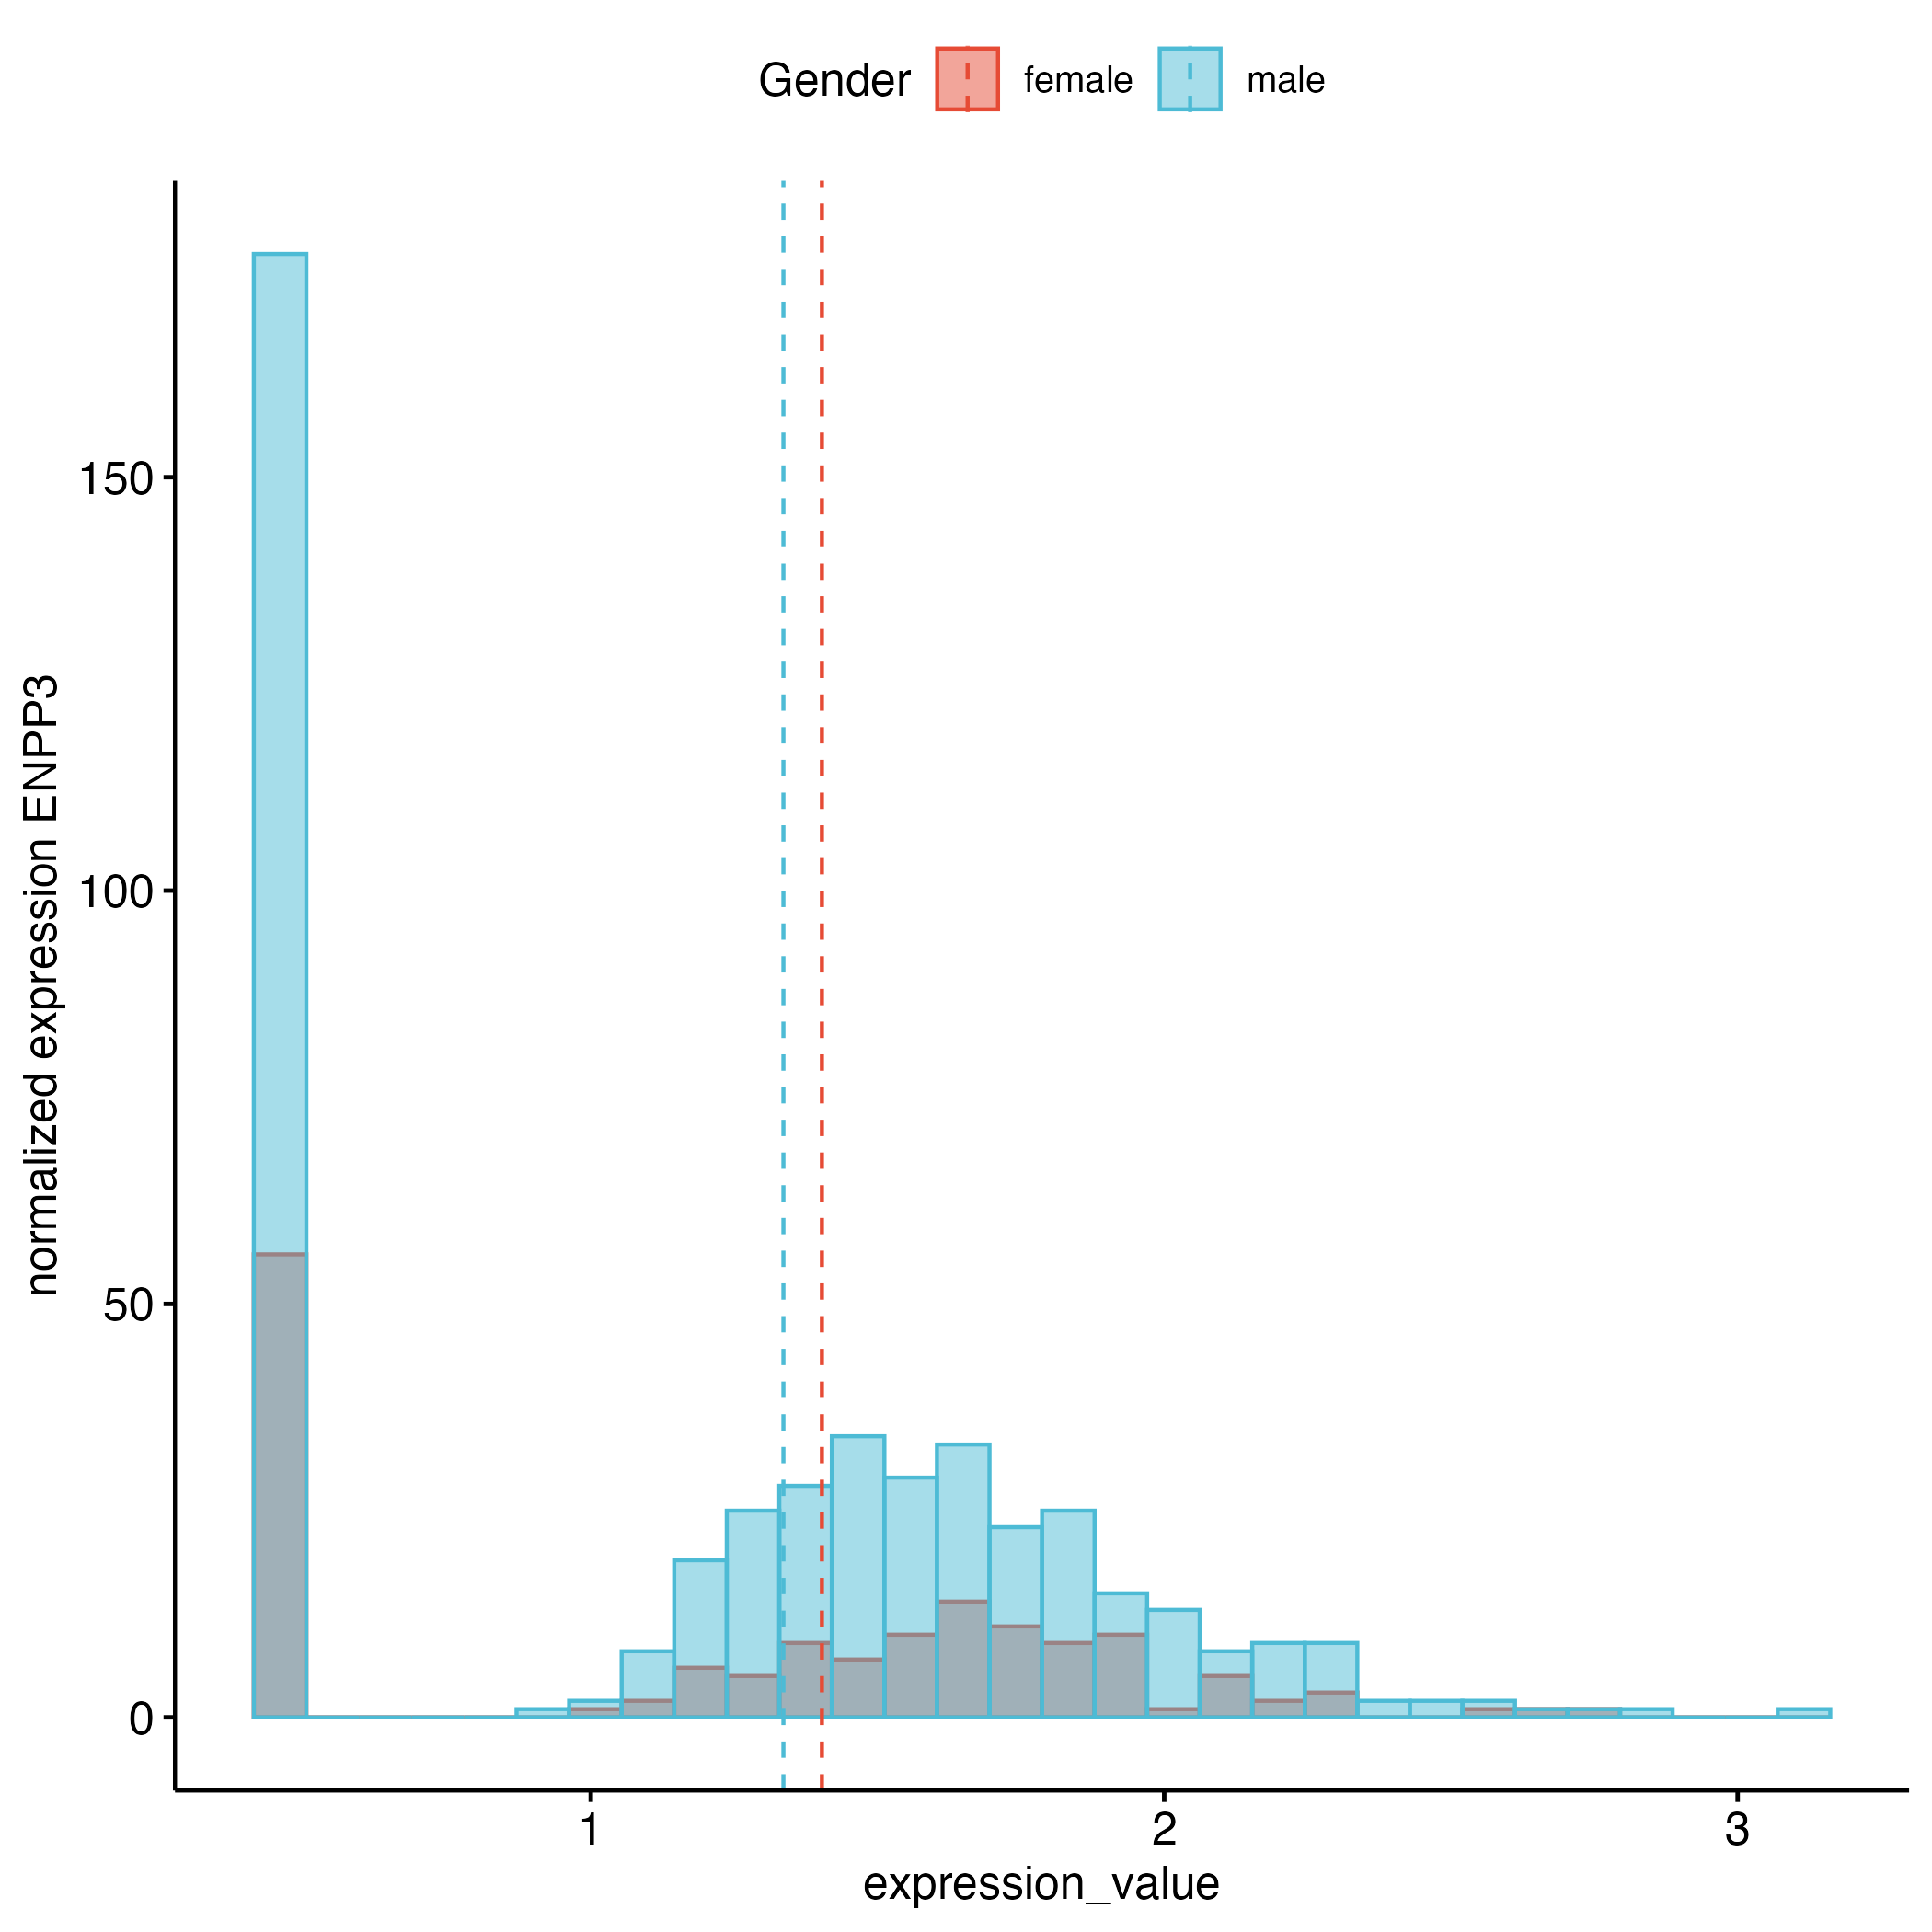 Gender female male
normalized expression ENPP3
150
100
50
0
1 2 3
expression_value